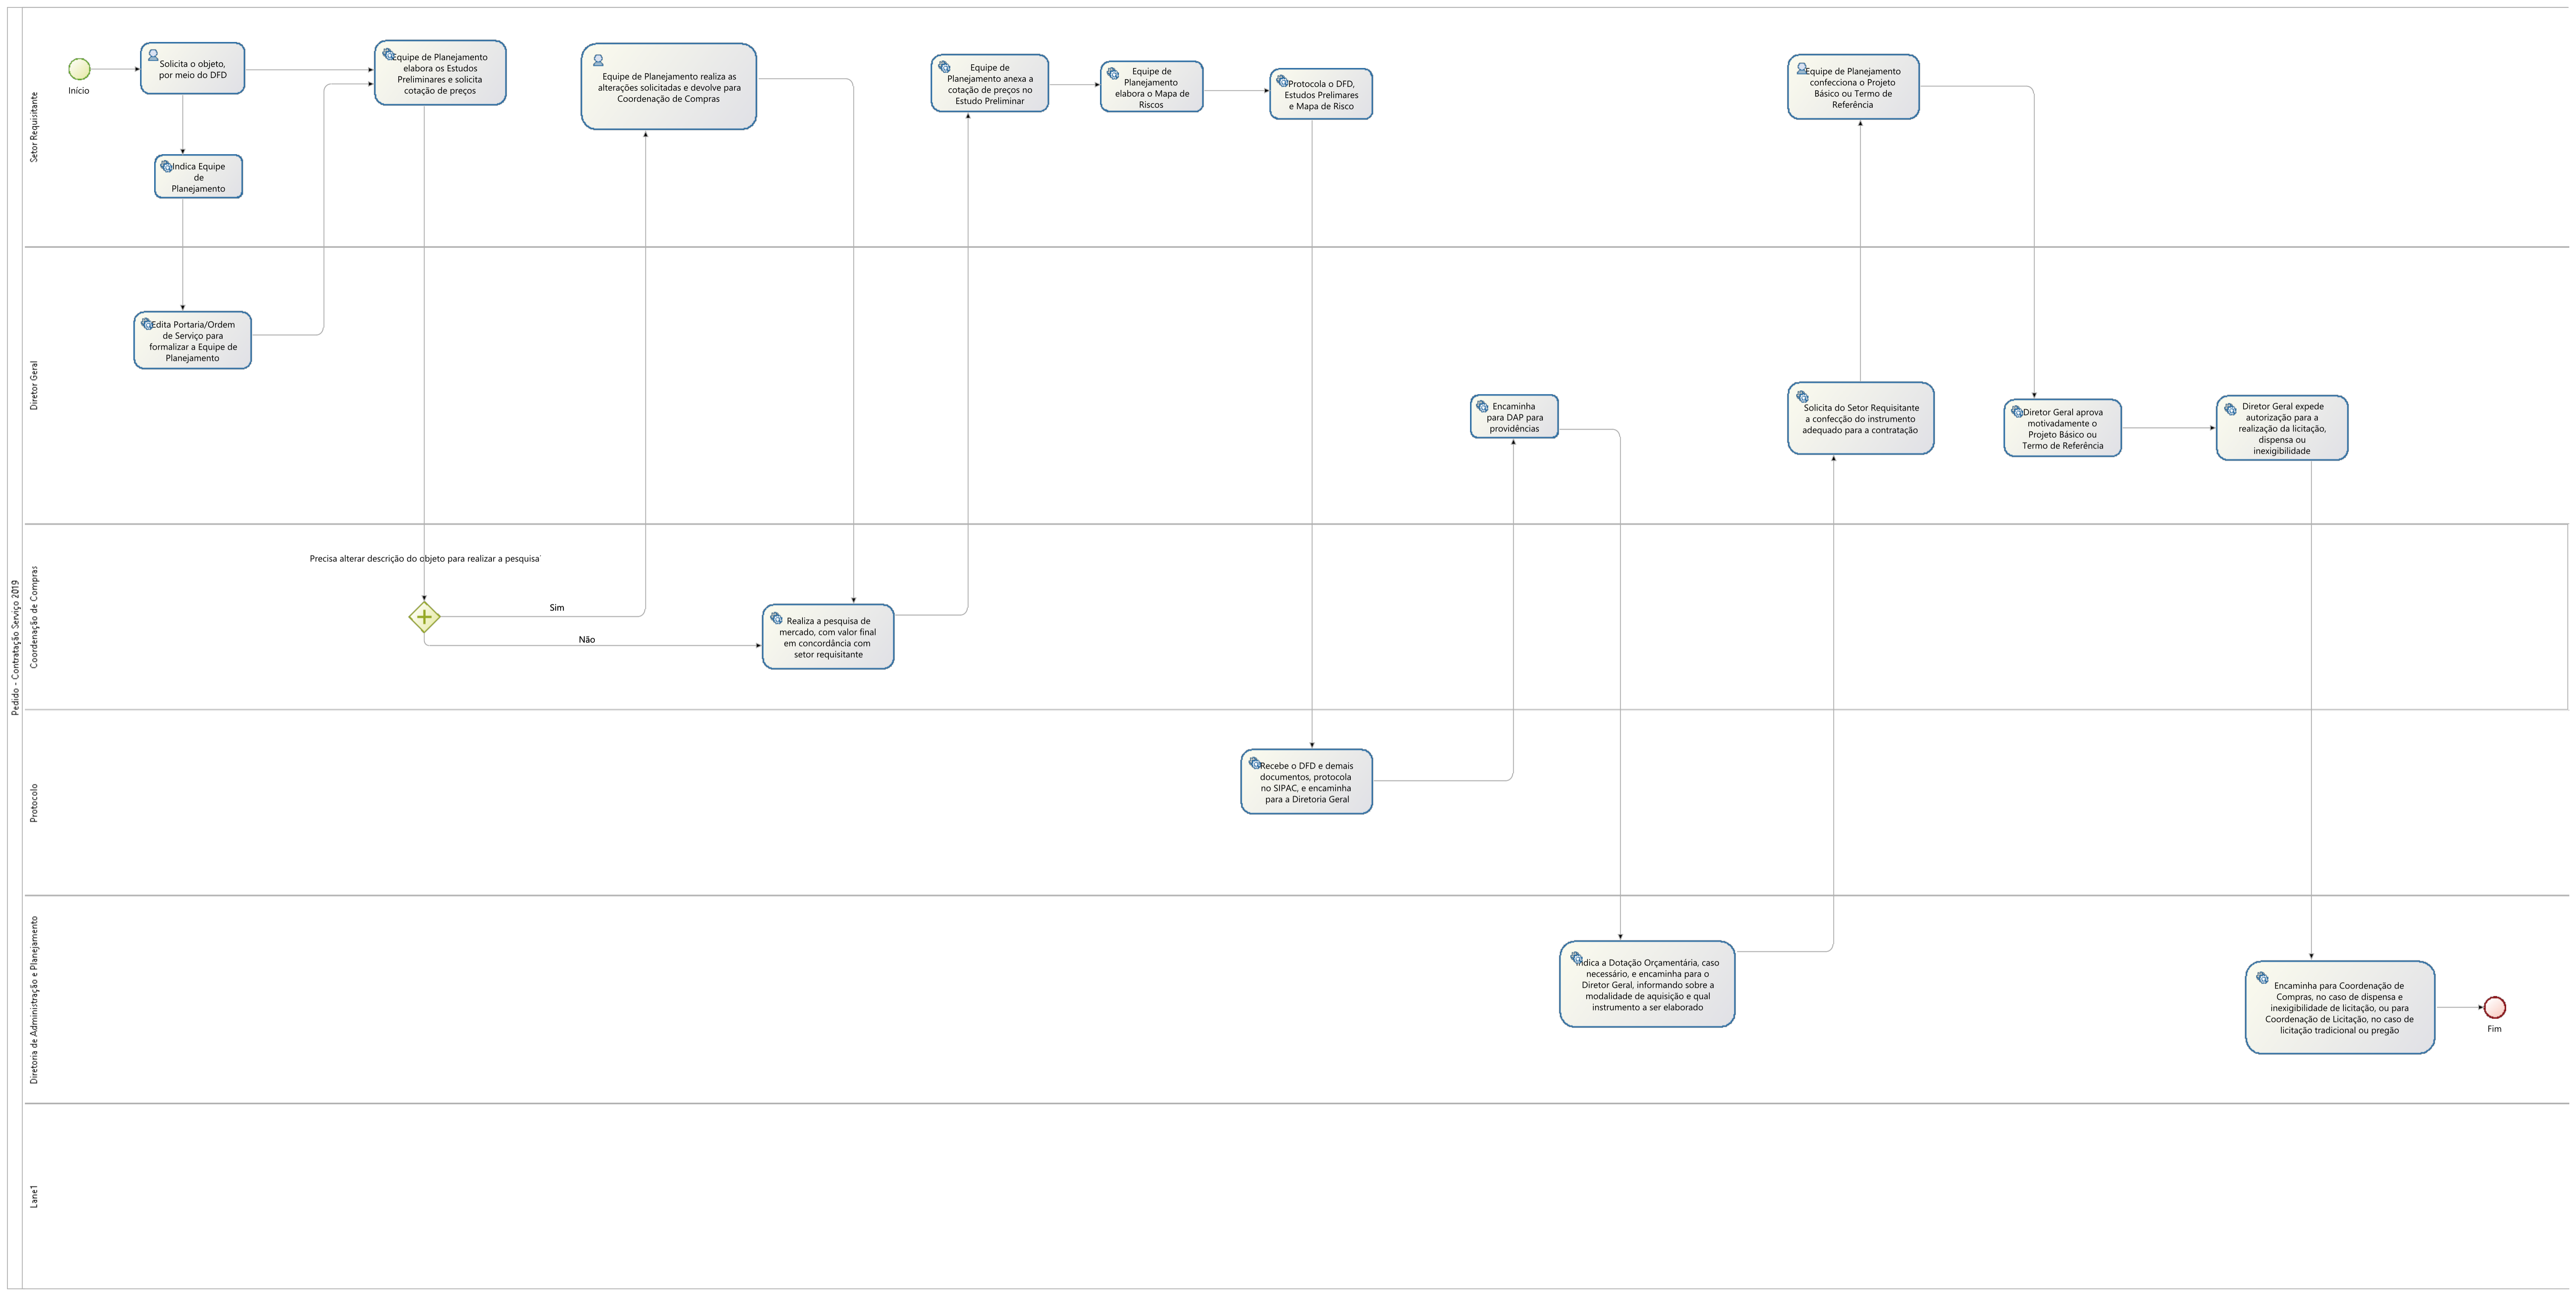 Pedido - Contratação Serviço 2019
Setor Requisitante
Início
Solicita o objeto,
por meio do DFD
Indica Equipe
de
Planejamento
Equipe de Planejamento
elabora os Estudos
Preliminares e solicita
cotação de preços
Equipe de Planejamento realiza as
alterações solicitadas e devolve para
Coordenação de Compras
Equipe de
Planejamento anexa a
cotação de preços no
Estudo Preliminar
Equipe de
Planejamento
elabora o Mapa de
Riscos
Protocola o DFD,
Estudos Prelimares
e Mapa de Risco
Equipe de Planejamento
confecciona o Projeto
Básico ou Termo de
Referência
Diretor Geral
Edita Portaria/Ordem
de Serviço para
formalizar a Equipe de
Planejamento
Encaminha
para DAP para
providências
Solicita do Setor Requisitante
a confecção do instrumento
adequado para a contratação
Diretor Geral aprova
motivadamente o
Projeto Básico ou
Termo de Referência
Diretor Geral expede
autorização para a
realização da licitação,
dispensa ou
inexigibilidade
Coordenação de Compras
Precisa alterar descrição do objeto para realizar a pesquisa
Sim
Não
Realiza a pesquisa de
mercado, com valor final
em concordância com
setor requisitante
Protocolo
Recebe o DFD e demais
documentos, protocola
no SIPAC, e encaminha
para a Diretoria Geral
Diretoria de Administração e Planejamento
Indica a Dotação Orçamentária, caso
necessário, e encaminha para o
Diretor Geral, informando sobre a
modalidade de aquisição e qual
instrumento a ser elaborado
Encaminha para Coordenação de
Compras, no caso de dispensa e
inexigibilidade de licitação, ou para
Coordenação de Licitação, no caso de
licitação tradicional ou pregão
Fim
Lane1